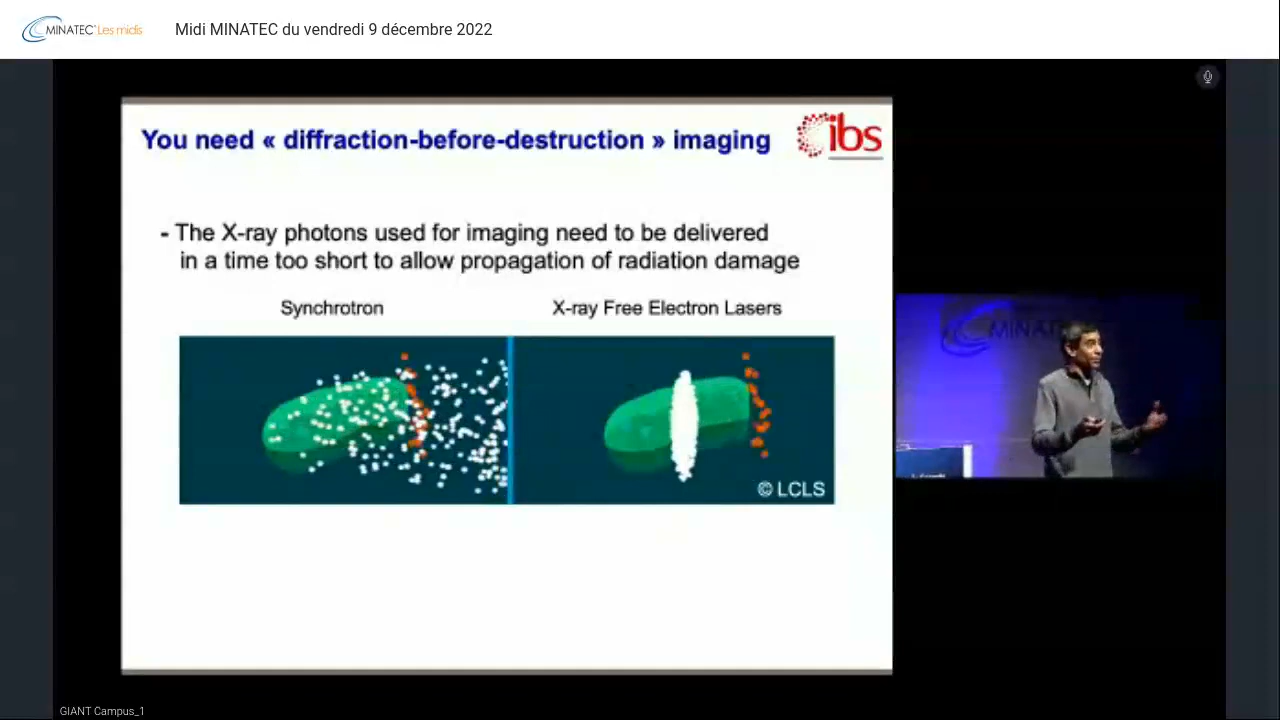 MINATEC Les midis
Midi MINATEC du vendredi 9 décembre 2022
You need « diffraction-before-destruction » imaging
ibs
- The X-ray photons used for imaging need to be delivered
in a time too short to allow propagation of radiation damage
Synchrotron
X-ray Free Electron Lasers
© LCLS
MINATEC
GIANT Campus_1